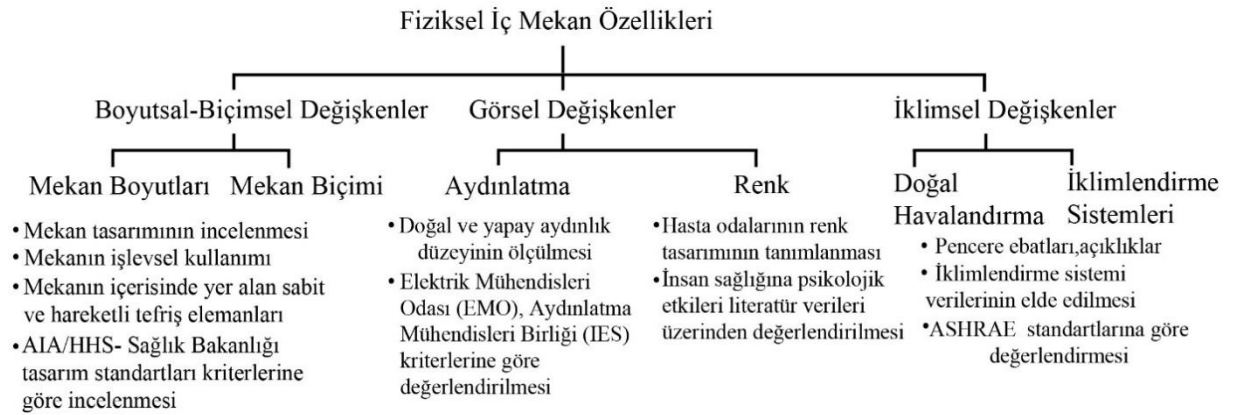 Fiziksel İç Mekan Özellikleri
Boyutsal-Biçimsel Değişkenler
Görsel Değişkenler
İklimsel Değişkenler
Mekan Boyutları
Mekan Biçimi
Aydınlatma
Renk
Doğal
Havalandırma
İklimlendirme
Sistemleri
• Mekan tasarımının incelenmesi
• Mekanın işlevsel kullanımı
• Mekanın içerisinde yer alan sabit
ve hareketli tefriş elemanları
• AIA/HHS- Sağlık Bakanlığı
tasarım standartları kriterlerine
göre incelenmesi
• Doğal ve yapay aydınlık
düzeyinin ölçülmesi
• Elektrik Mühendisleri
Odası (EMO), Aydınlatma
Mühendisleri Birliği (IES)
kriterlerine göre
değerlendirilmesi
• Hasta odalarının renk
tasarımının tanımlanması
• İnsan sağlığına psikolojik
etkileri literatür verileri
üzerinden değerlendirilmesi
• Pencere ebatları,açıklıklar
• İklimlendirme sistemi
verilerinin elde edilmesi
• ASHRAE standartlarına göre
değerlendirmesi